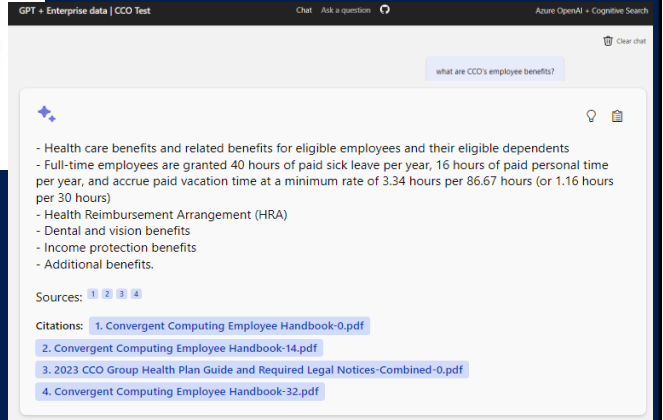 GPT + Enterprise data | CCO Test
Chat Ask a question
Azure OpenAI + Cognitive Search
Clear chat
what are CCO's employee benefits?
- Health care benefits and related benefits for eligible employees and their eligible dependents
- Full-time employees are granted 40 hours of paid sick leave per year, 16 hours of paid personal time
per year, and accrue paid vacation time at a minimum rate of 3.34 hours per 86.67 hours (or 1.16 hours
per 30 hours)
- Health Reimbursement Arrangement (HRA)
- Dental and vision benefits
- Income protection benefits
- Additional benefits.
Sources: 1 2 3 4
Citations: 1. Convergent Computing Employee Handbook-0.pdf
2. Convergent Computing Employee Handbook-14.pdf
3. 2023 CCO Group Health Plan Guide and Required Legal Notices-Combined-0.pdf
4. Convergent Computing Employee Handbook-32.pdf